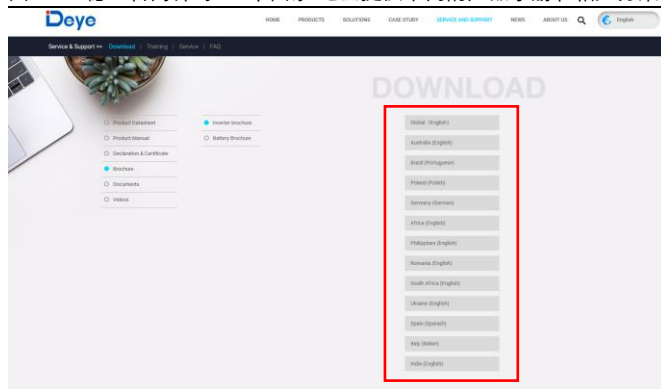 Deye
HOME PRODUCTS SOLUTIONS CASE STUDY SERVICE AND SUPPORT NEWS ABOUT US English
Service & Support >> Download | Training | Service | FAQ
DOWNLOAD
Product Datasheet
Product Manual
Declaration & Certificate
Brochure
Documents
Videos
Inverter brochure
Battery Brochure
Global (English)
Australia (English)
Brazil (Portuguese)
Poland (Polish)
Germany (German)
Africa (English)
Philippines (English)
Romania (English)
South Africa (English)
Ukraine (English)
Spain (Spanish)
Italy (Italian)
India (English)